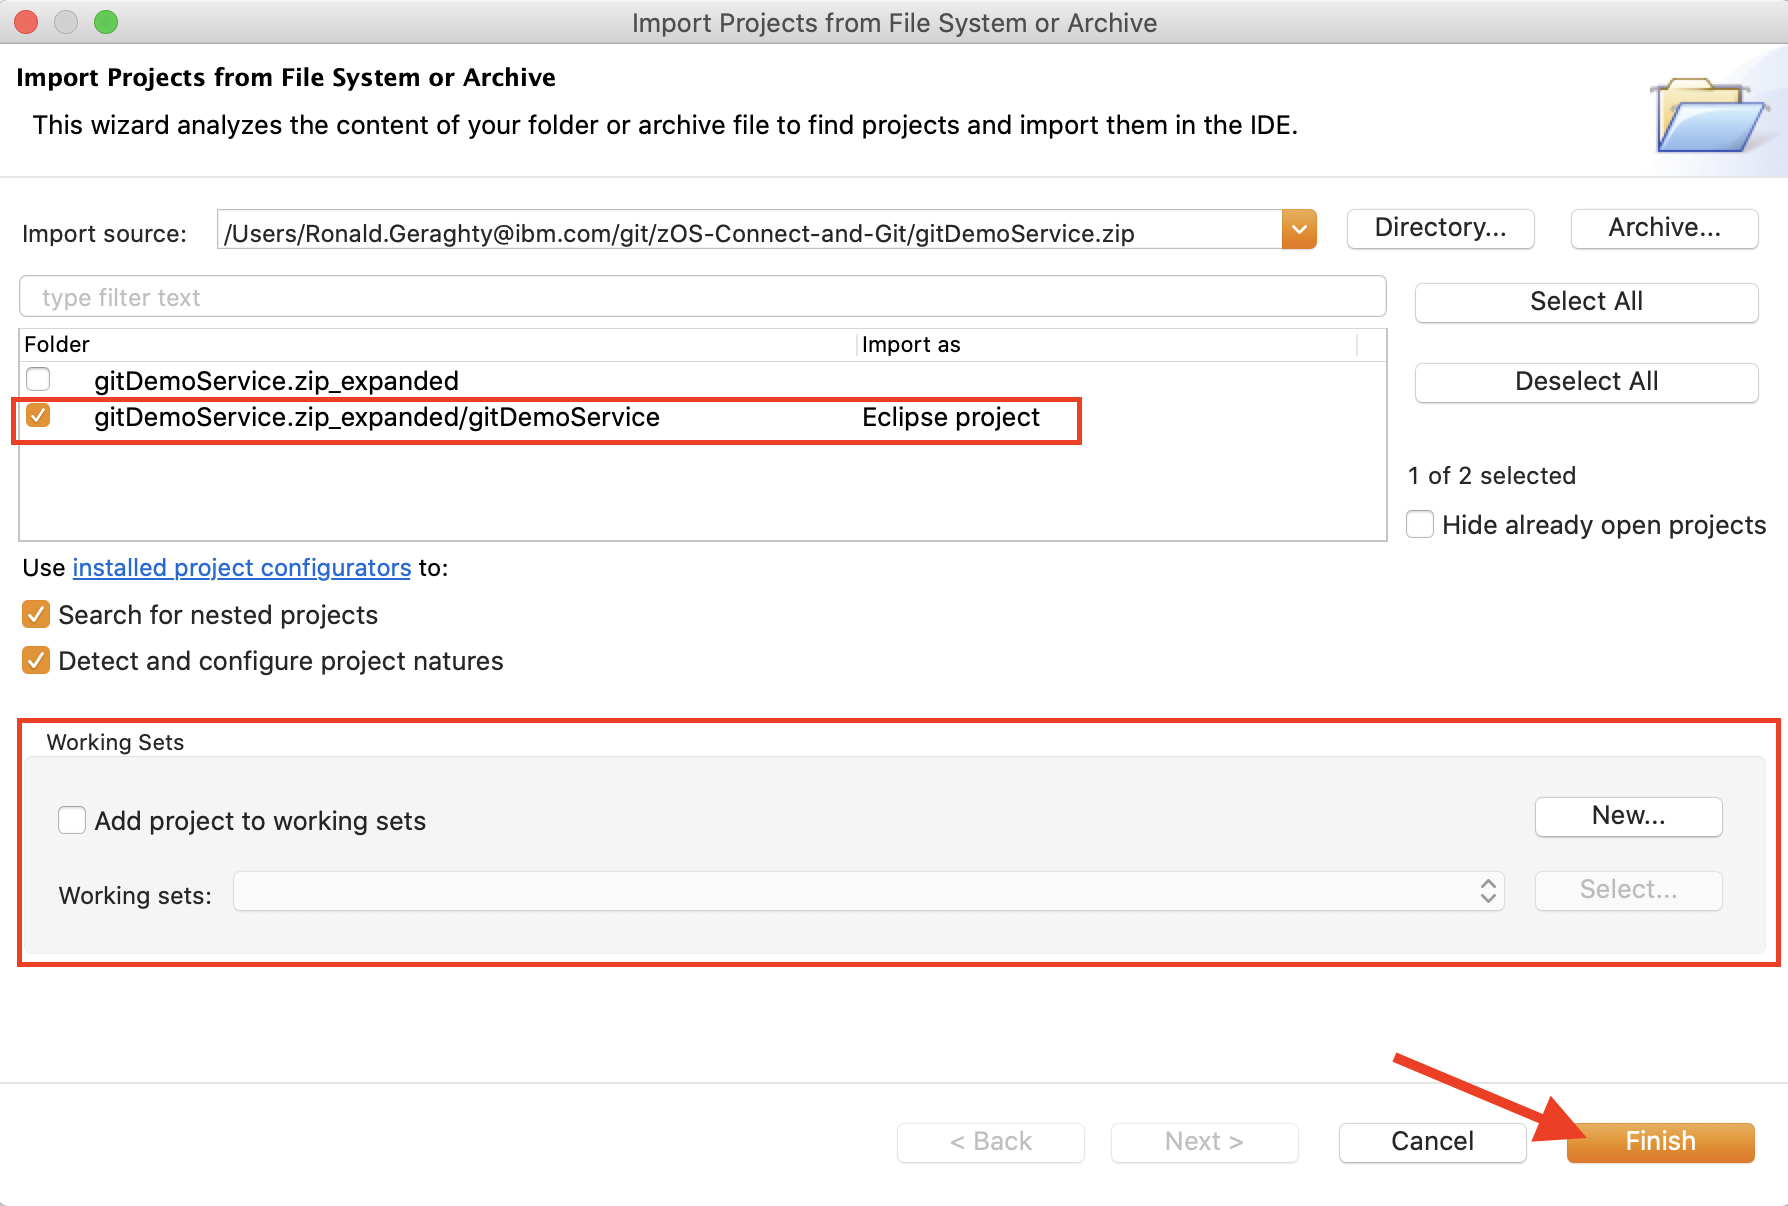 Import Projects from File System or Archive
Import Projects from File System or Archive
This wizard analyzes the content of your folder or archive file to find projects and import them in the IDE.
Import source: /Users/Ronald.Geraghty@ibm.com/git/zOS-Connect-and-Git/gitDemoService.zip Directory... Archive...
type filter text
Select All
Folder Import as
gitDemoService.zip_expanded
Deselect All
gitDemoService.zip_expanded/gitDemoService Eclipse project
1 of 2 selected
Hide already open projects
Use installed project configurators to:
Search for nested projects
Detect and configure project natures
Working Sets
Add project to working sets New...
Working sets: Select...
< Back Next > Cancel Finish